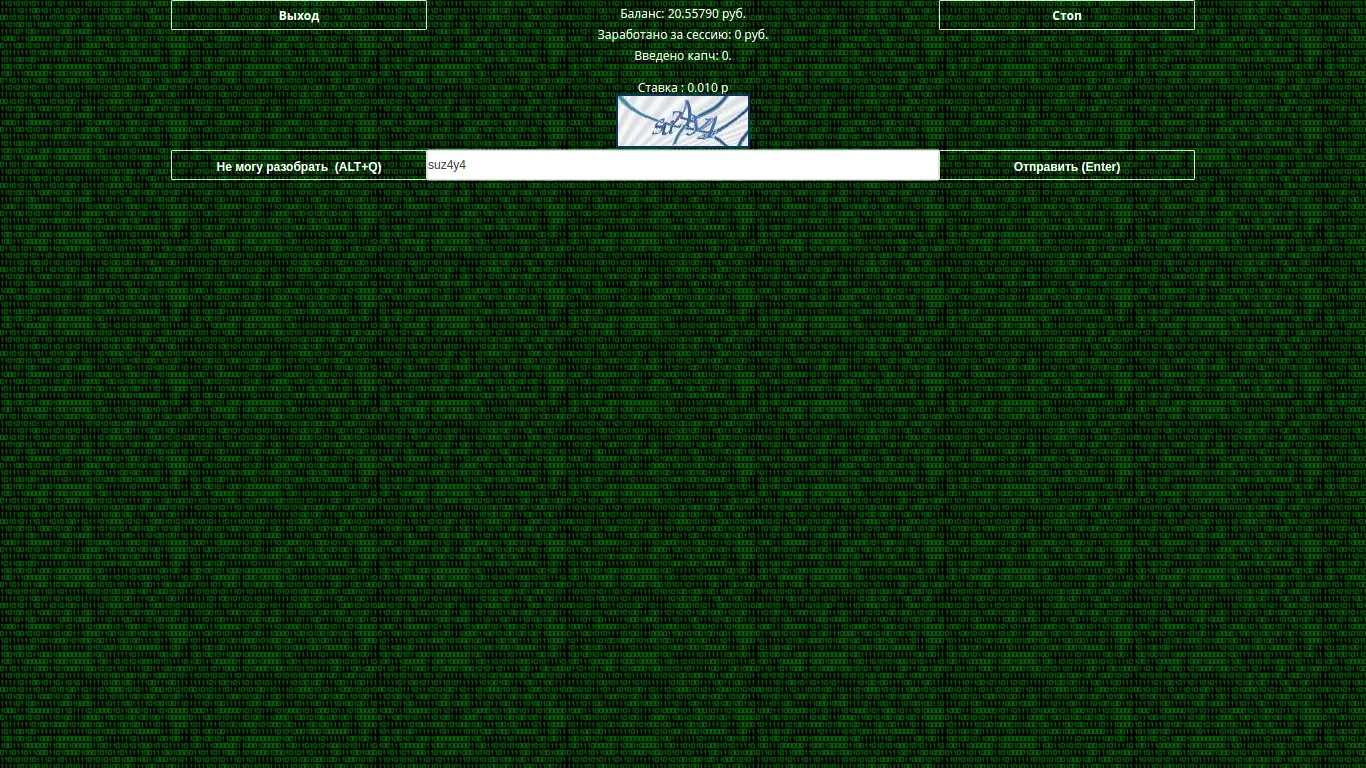 Выход
Баланс: 20.55790 руб.
Стоп
Заработано за сессию: 0 руб.
Введено капч: 0.
Ставка : 0.010 р
Не могу разобрать (ALT+Q)
suz4y4
Отправить (Enter)